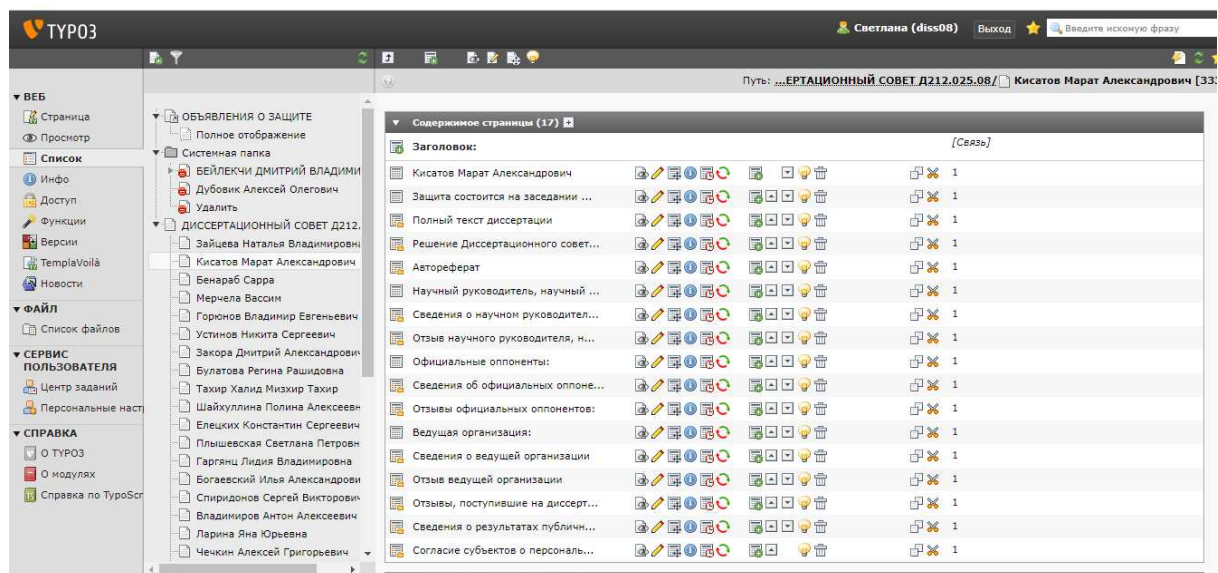 TYPO3
Светлана (diss08) Выход Введите искомую фразу
Путь: ...ЕРТАЦИОННЫЙ СОВЕТ Д212.025.08/ Кисатов Марат Александрович [333
ВЕБ
Страница
Просмотр
Список
Инфо
Доступ
Функции
Версии
TemplaVoilà
Новости
ФАЙЛ
Список файлов
СЕРВИС
ПОЛЬЗОВАТЕЛЯ
Центр заданий
Персональные наст
СПРАВКА
О TYPO3
О модулях
Справка по TypoScr
ОБЪЯВЛЕНИЯ О ЗАЩИТЕ
Полное отображение
Системная папка
БЕЙЛЕКЧИ ДМИТРИЙ ВЛАДИМИ
Дубовик Алексей Олегович
Удалить
ДИССЕРТАЦИОННЫЙ СОВЕТ Д212.
Зайцева Наталья Владимировна
Кисатов Марат Александрович
Бенараб Сарра
Мерчела Вассим
Горюнов Владимир Евгеньевич
Устинов Никита Сергеевич
Закора Дмитрий Александрович
Булатова Регина Рашидовна
Тахир Халид Мизхир Тахир
Шайхуллина Полина Алексеевн
Елецких Константин Сергеевич
Плышевская Светлана Петровн
Гаргянц Лидия Владимировна
Богаевский Илья Александрови
Спиридонов Сергей Викторович
Владимиров Антон Алексеевич
Ларина Яна Юрьевна
Чечкин Алексей Григорьевич
Содержимое страницы (17)
Заголовок: [Связь]
Кисатов Марат Александрович 1
Защита состоится на заседании ... 1
Полный текст диссертации 1
Решение Диссертационного совет... 1
Автореферат 1
Научный руководитель, научный ... 1
Сведения о научном руководител... 1
Отзыв научного руководителя, н... 1
Официальные оппоненты: 1
Сведения об официальных оппоне... 1
Отзывы официальных оппонентов: 1
Ведущая организация: 1
Сведения о ведущей организации 1
Отзыв ведущей организации 1
Отзывы, поступившие на диссерт... 1
Сведения о результатах публичн... 1
Согласие субъектов о персональ... 1